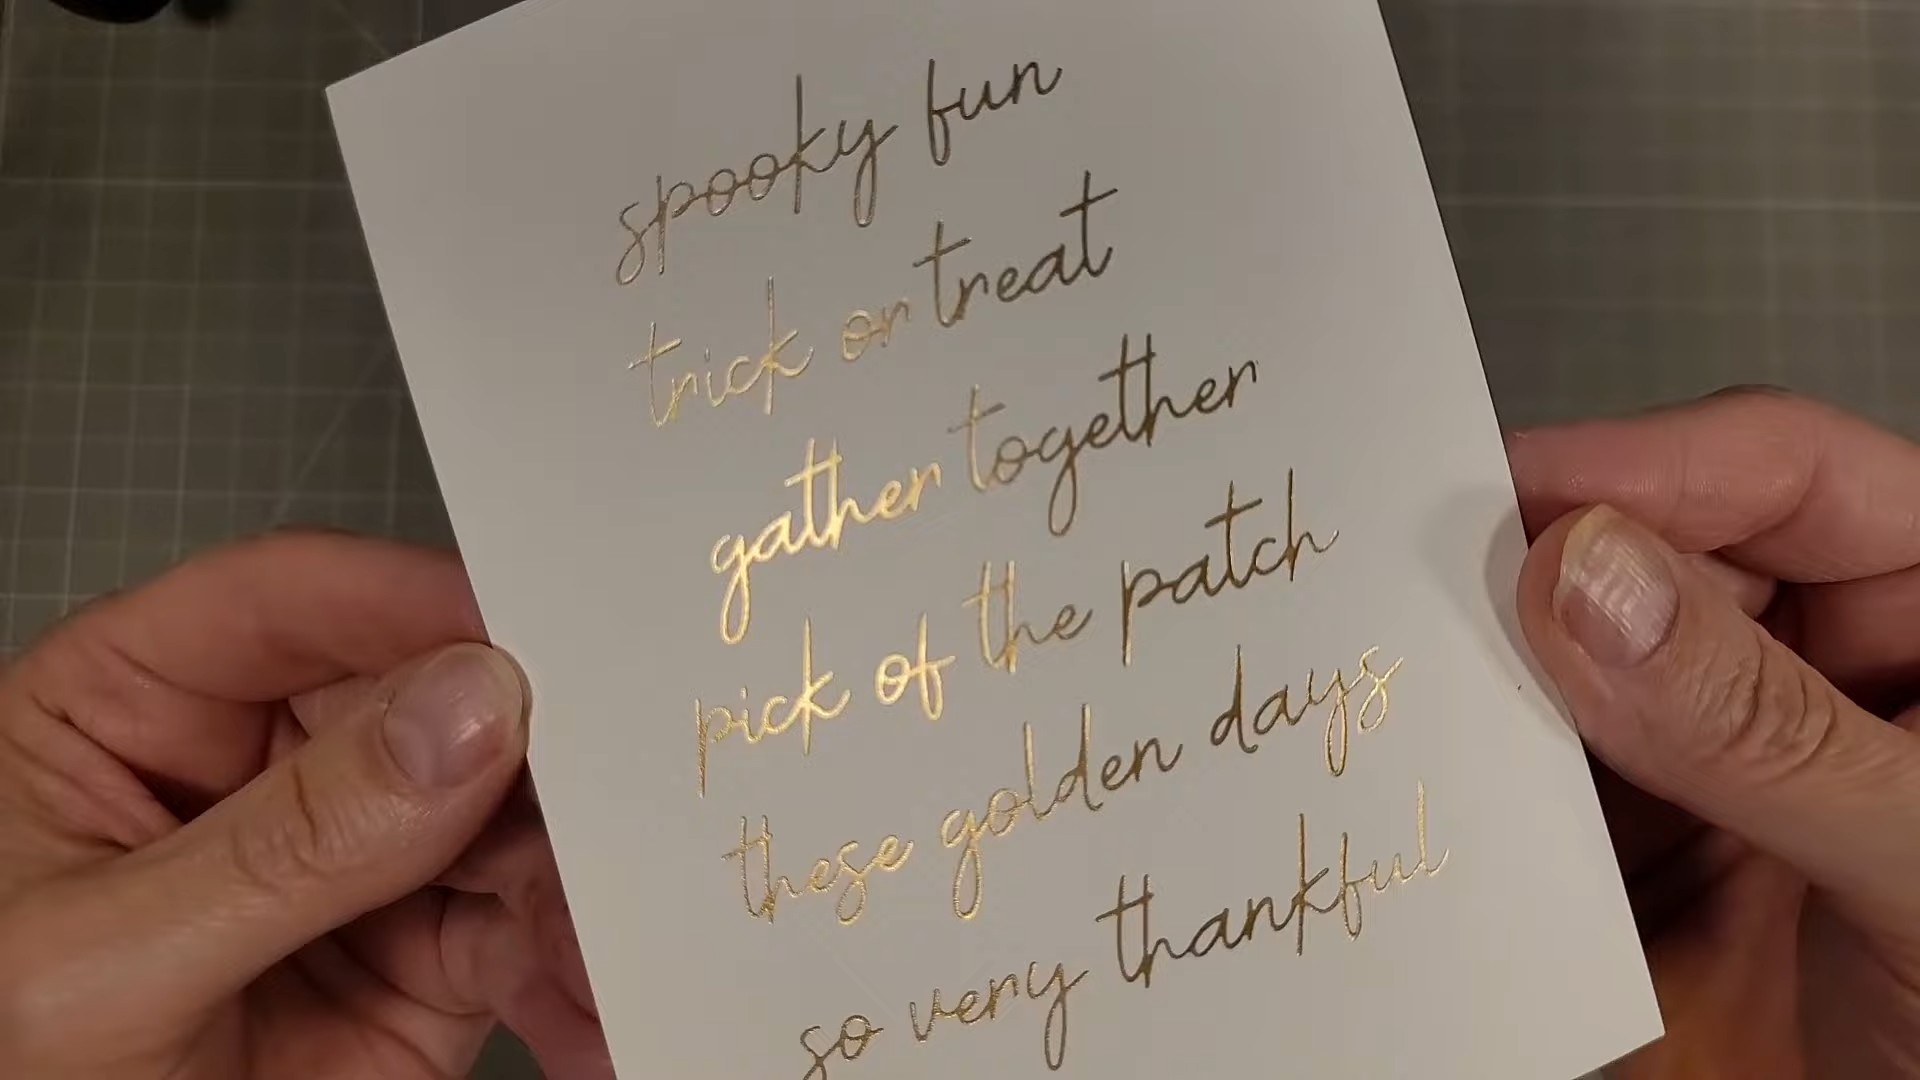 spooky fun
trick or treat
gather together
pick of the patch
these golden days
so very thankful